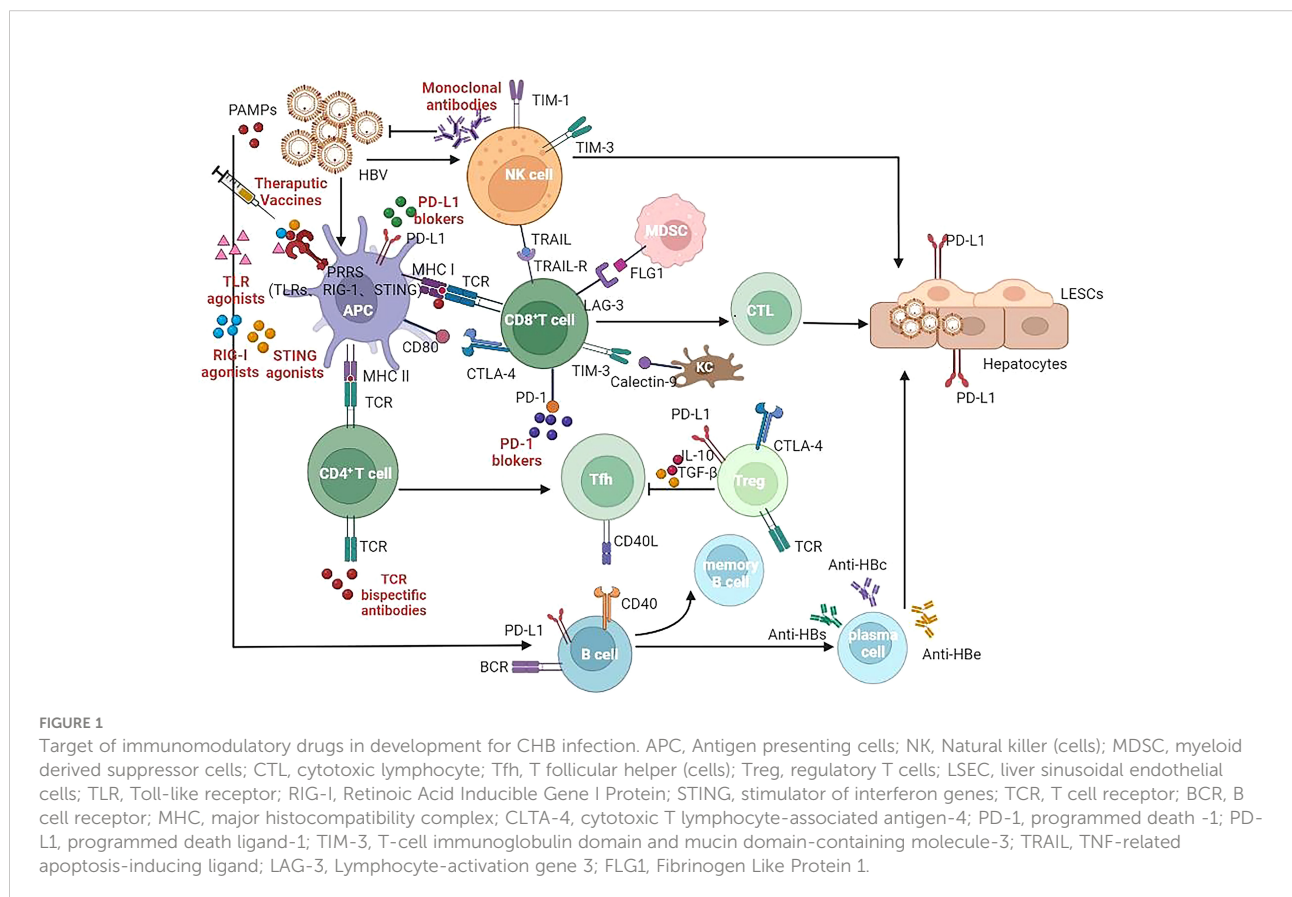 PAMPs
HBV
Monoclonal
antibodies
TIM-1
TIM-3
NK cell
Theraputic
Vaccines
PD-L1
blokers
PD-L1
TRAIL
TRAIL-R
MDSC
FLG1
LAG-3
PRRS
(TLRs、RIG-1、STING)
APC
MHC I
TCR
TLR
agonists
RIG-I
agonists
STING
agonists
CD80
CD8+T cell
CTL
CTLA-4
TIM-3
Calectin-9
KC
PD-L1
LESCs
Hepatocytes
PD-L1
MHC II
TCR
PD-1
PD-1
blokers
CD4+ T cell
Tfh
PD-L1
IL-10
TGF-β
CTLA-4
Treg
TCR
TCR
CD40L
TCR
bispectific
antibodies
memory
B cell
CD40
PD-L1
B cell
BCR
Anti-HBc
Anti-HBs
plasma
cell
Anti-HBe
FIGURE 1
Target of immunomodulatory drugs in development for CHB infection. APC, Antigen presenting cells; NK, Natural killer (cells); MDSC, myeloid
derived suppressor cells; CTL, cytotoxic lymphocyte; Tfh, T follicular helper (cells); Treg, regulatory T cells; LSEC, liver sinusoidal endothelial
cells; TLR, Toll-like receptor; RIG-I, Retinoic Acid Inducible Gene I Protein; STING, stimulator of interferon genes; TCR, T cell receptor; BCR, B
cell receptor; MHC, major histocompatibility complex; CLTA-4, cytotoxic T lymphocyte-associated antigen-4; PD-1, programmed death -1; PD-
L1, programmed death ligand-1; TIM-3, T-cell immunoglobulin domain and mucin domain-containing molecule-3; TRAIL, TNF-related
apoptosis-inducing ligand; LAG-3, Lymphocyte-activation gene 3; FLG1, Fibrinogen Like Protein 1.